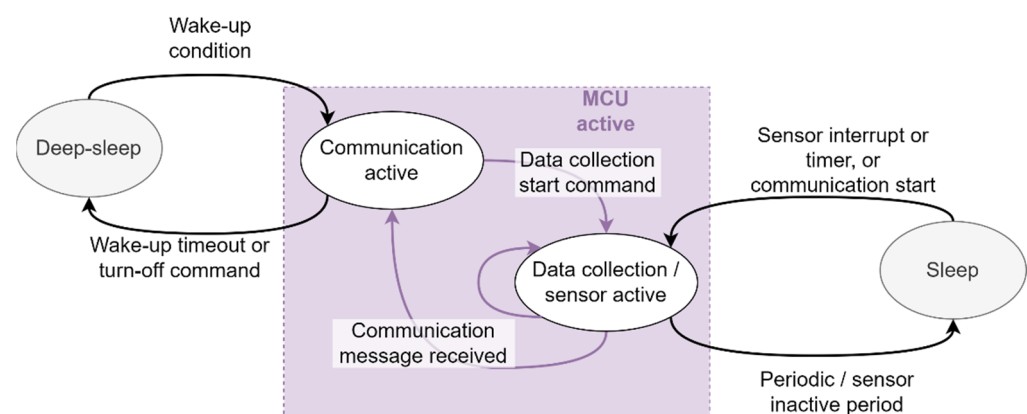 Wake-up
condition
MCU
active
Deep-sleep
Communication
active
Data collection
start command
Sensor interrupt or
timer, or
communication start
Wake-up timeout or
turn-off command
Data collection /
sensor active
Sleep
Communication
message received
Periodic / sensor
inactive period